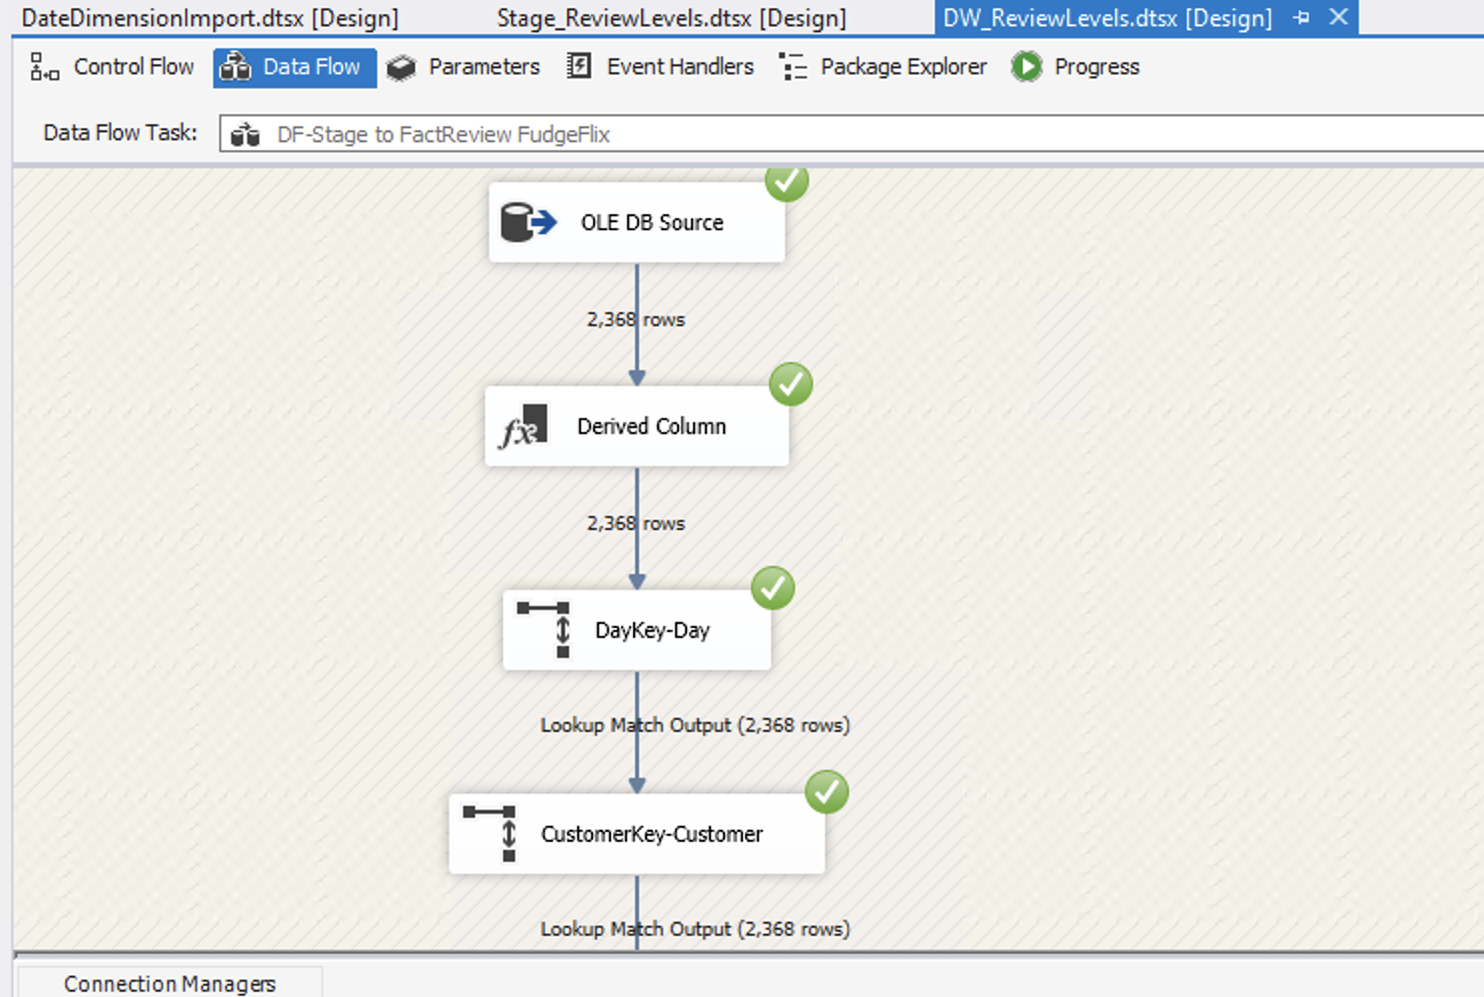 DateDimensionImport.dtsx [Design] Stage_ReviewLevels.dtsx [Design] DW_ReviewLevels.dtsx [Design]
Control Flow Data Flow Parameters Event Handlers Package Explorer Progress
Data Flow Task: DF-Stage to FactReview FudgeFlix
OLE DB Source
2,368 rows
fx Derived Column
2,368 rows
DayKey-Day
Lookup Match Output (2,368 rows)
CustomerKey-Customer
Lookup Match Output (2,368 rows)
Connection Managers